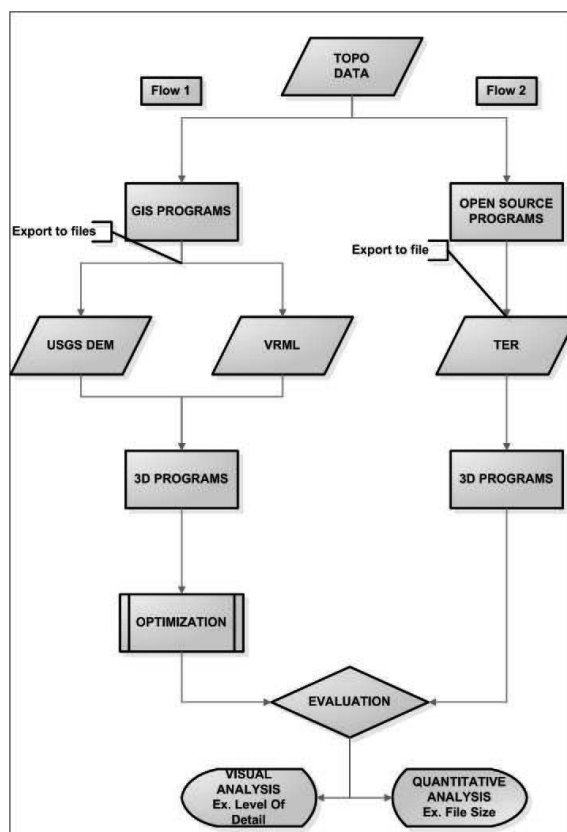 TOPO
DATA
Flow 1
Flow 2
GIS PROGRAMS
OPEN SOURCE
PROGRAMS
Export to files
Export to file
USGS DEM
VRML
TER
3D PROGRAMS
3D PROGRAMS
OPTIMIZATION
EVALUATION
VISUAL
ANALYSIS
Ex. Level Of
Detail
QUANTITATIVE
ANALYSIS
Ex. File Size